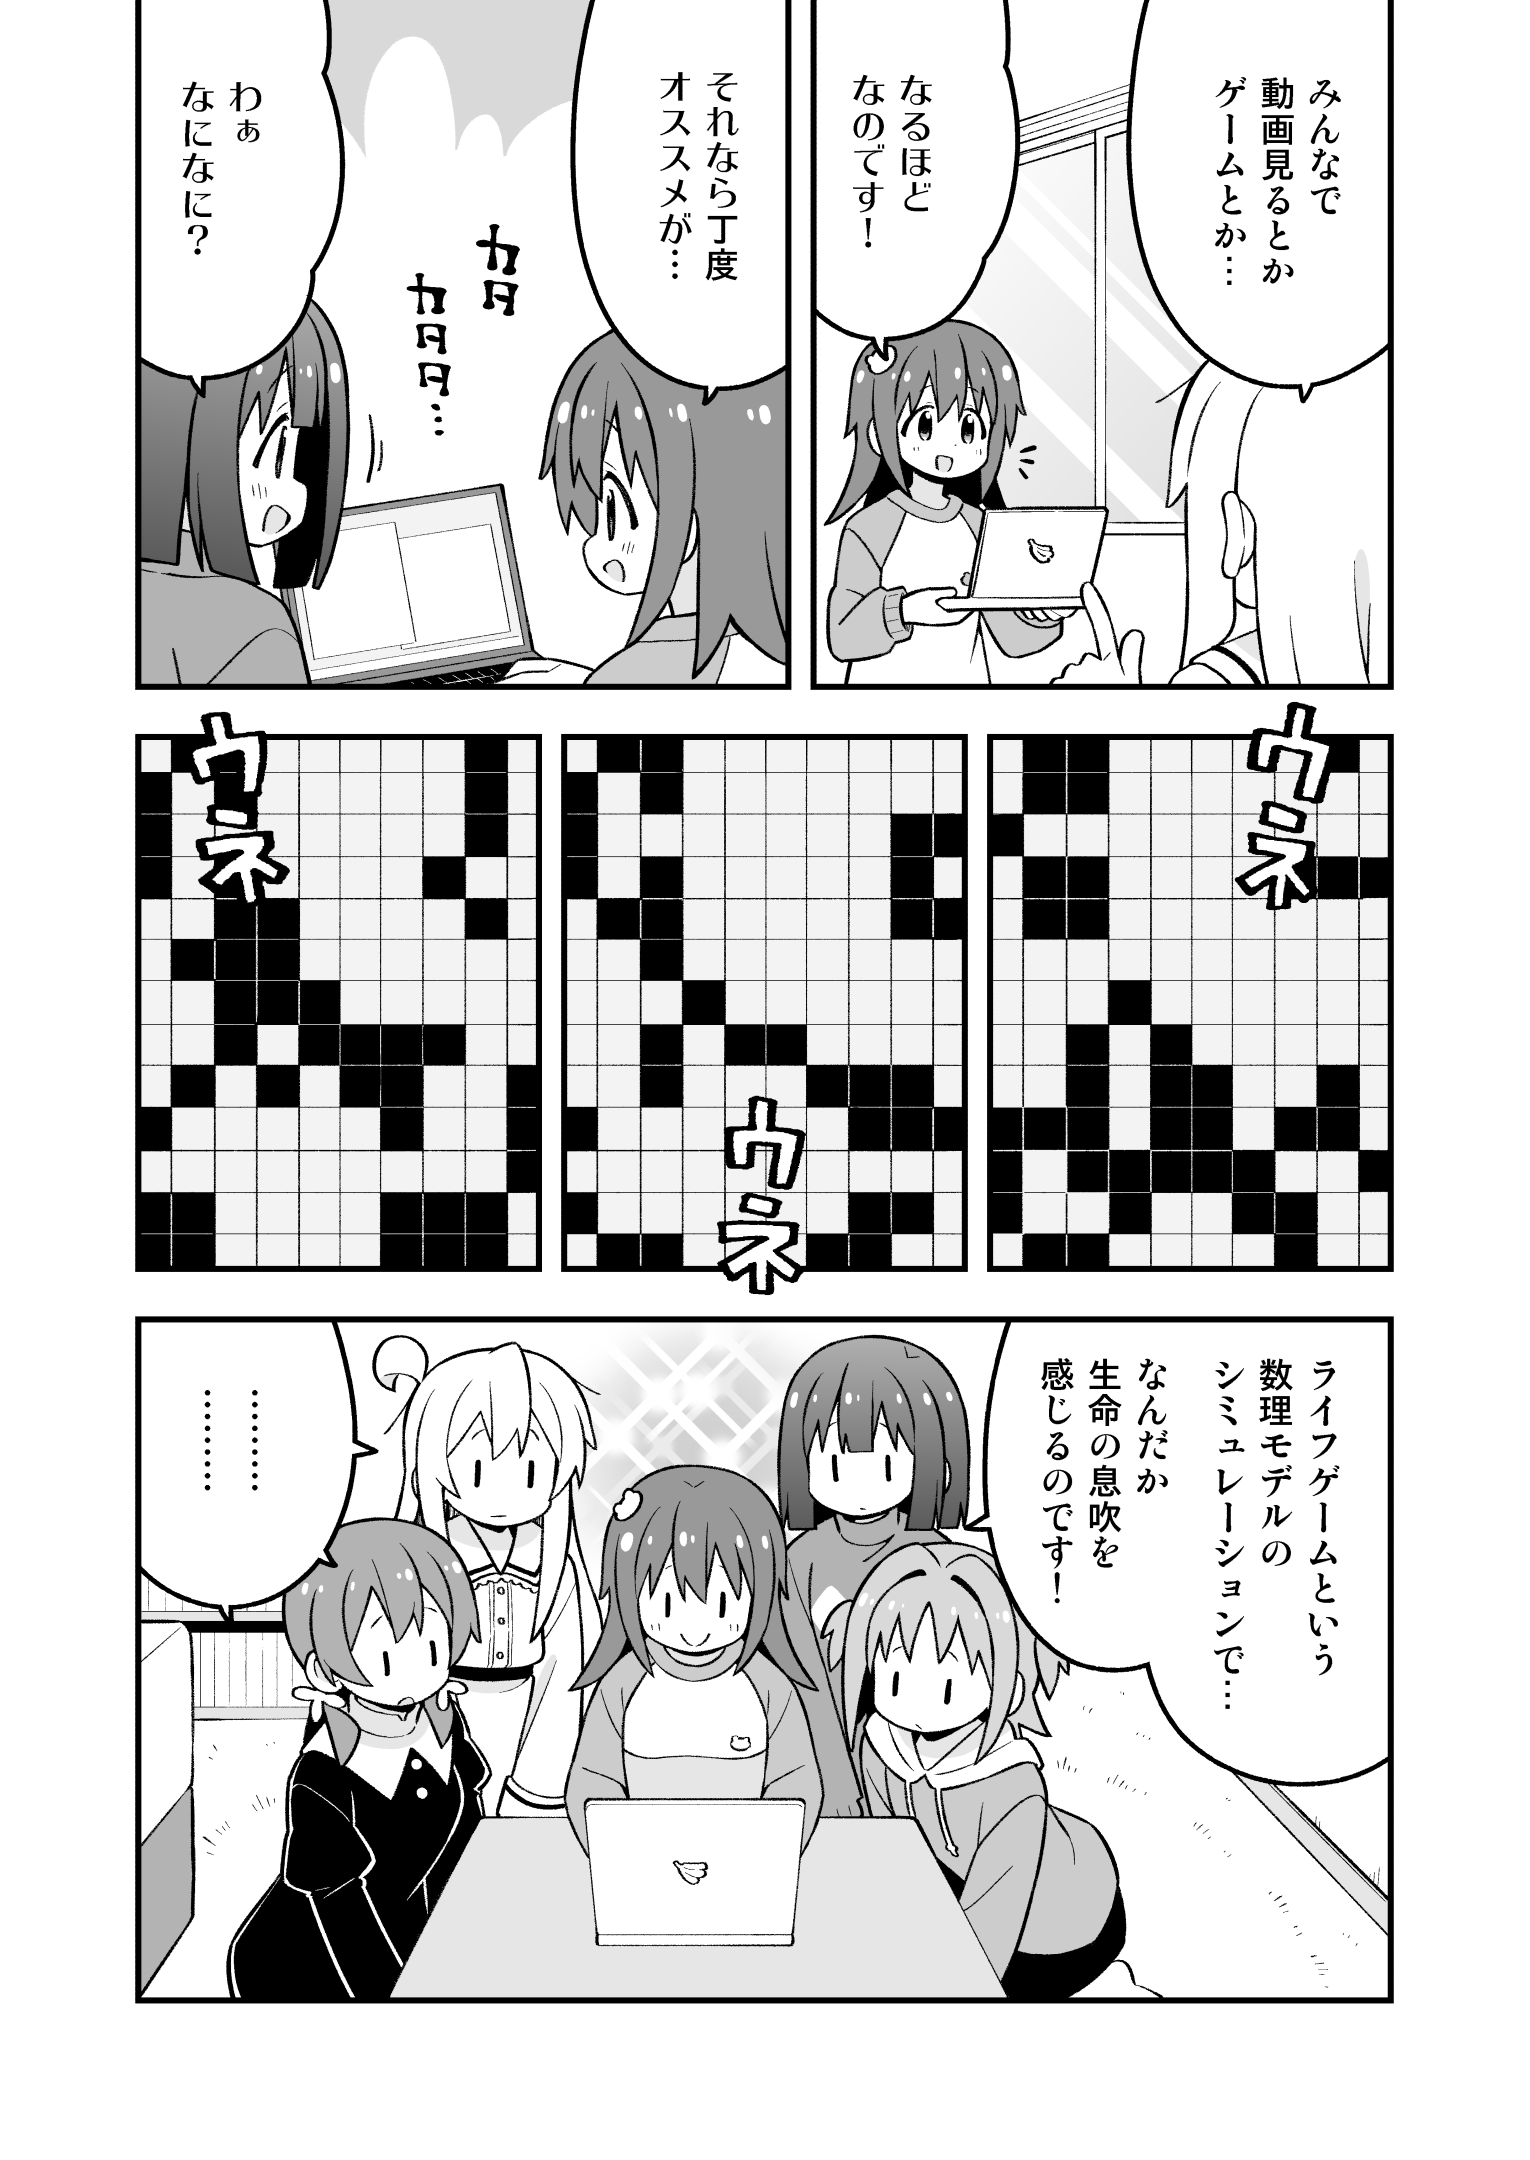 みんなで
動画見るとか
ゲームとか…
なるほど
なのです！
それなら丁度
オススメが…
カタ
カタタ…
わぁ
なになに？
ウネ
ウネ
ウネ
ライフゲームという
数理モデルの
シミュレーションで…
なんだか
生命の息吹を
感じるのです！
………
………